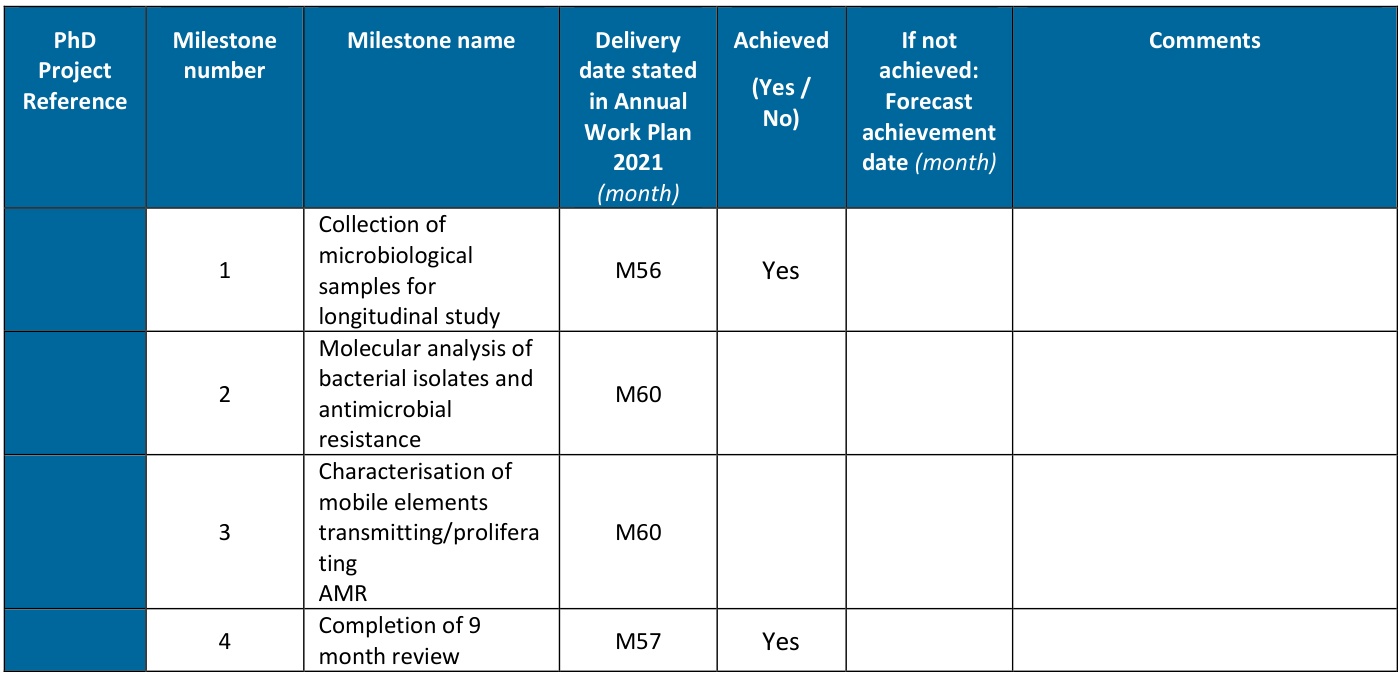 PhD
Project
Reference
Milestone
number
Milestone name
Delivery
date stated
in Annual
Work Plan
2021
(month)
Achieved
(Yes /
No)
If not
achieved:
Forecast
achievement
date (month)
Comments
1
Collection of
microbiological
samples for
longitudinal study
M56
Yes
2
Molecular analysis of
bacterial isolates and
antimicrobial
resistance
M60
3
Characterisation of
mobile elements
transmitting/prolifera
ting
AMR
M60
4
Completion of 9
month review
M57
Yes